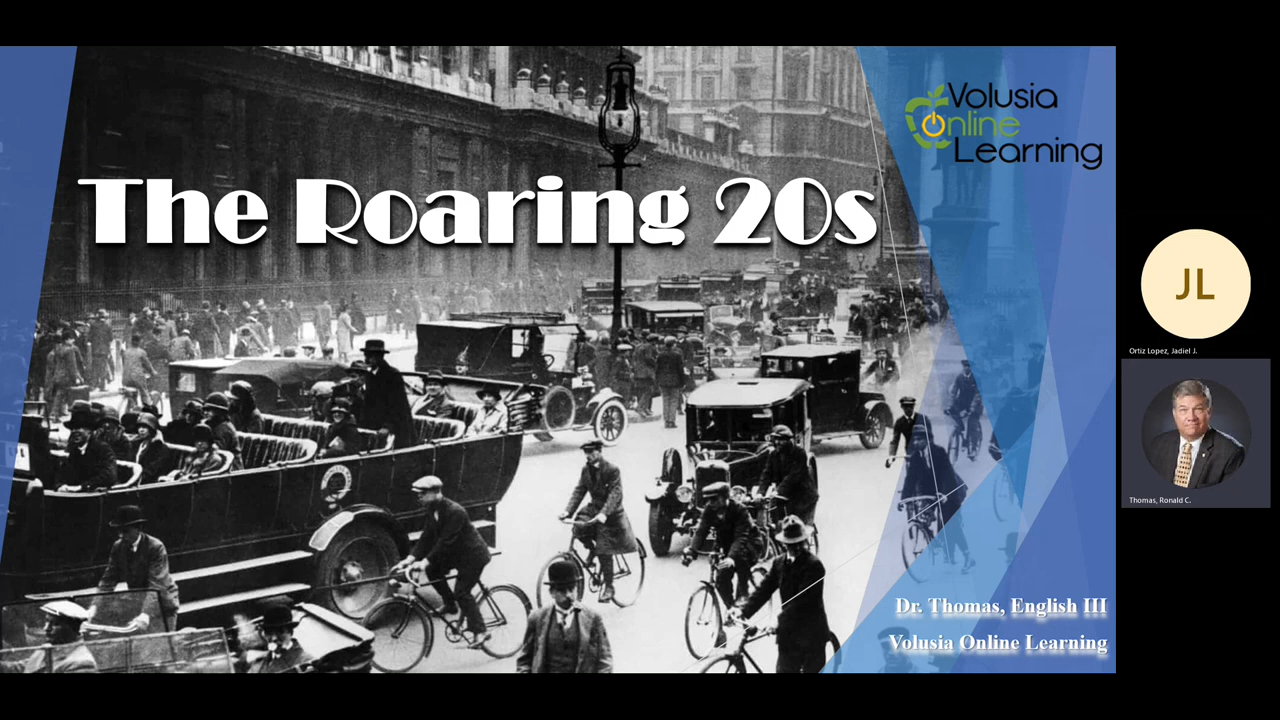 The Roaring 20s
Volusia
Online
Learning
Dr. Thomas, English III
Volusia Online Learning
JL
Ortiz Lopez, Jadiel J.
Thomas, Ronald C.